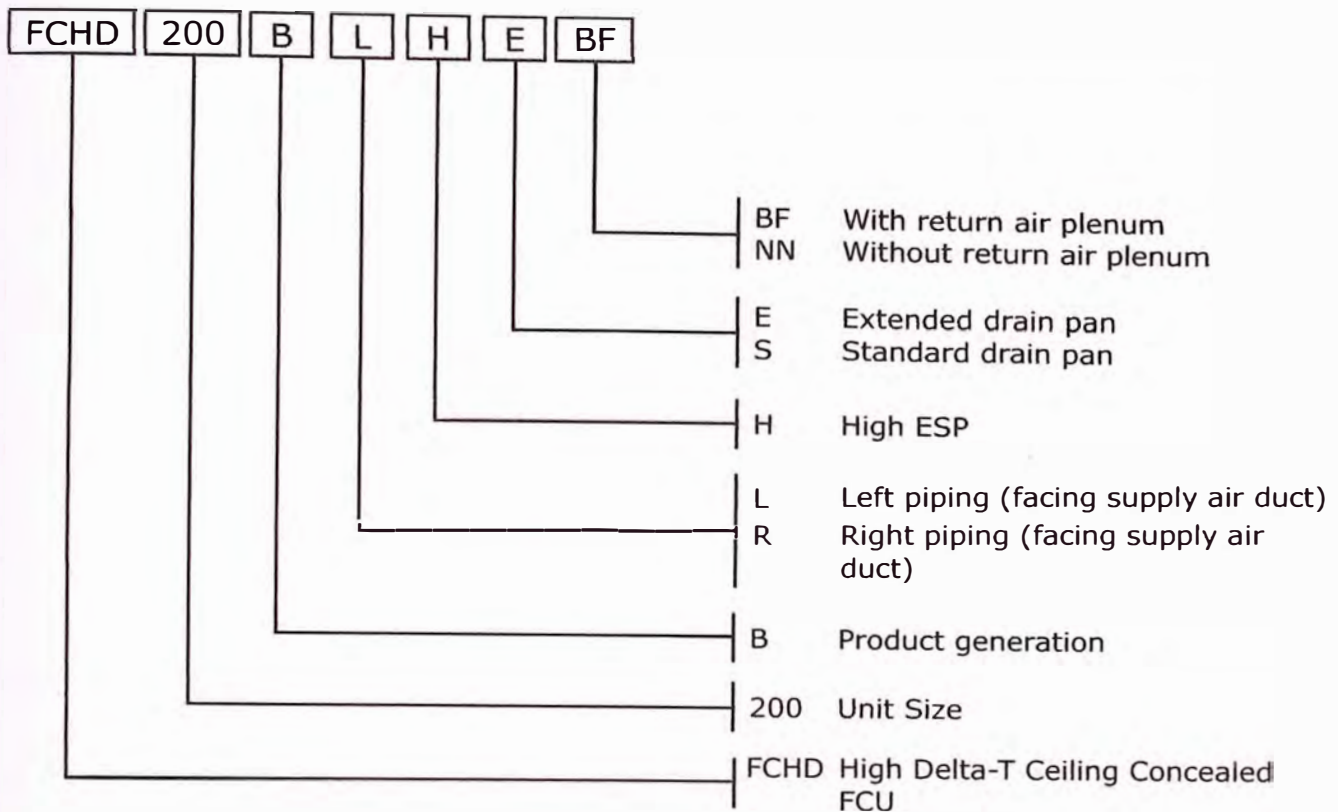 FCHD 200 B L H E BF
BF With return air plenum
NN Without return air plenum
E Extended drain pan
S Standard drain pan
H High ESP
L Left piping (facing supply air duct)
R Right piping (facing supply air
duct)
B Product generation
200 Unit Size
FCHD High Delta-T Ceiling Concealed
FCU